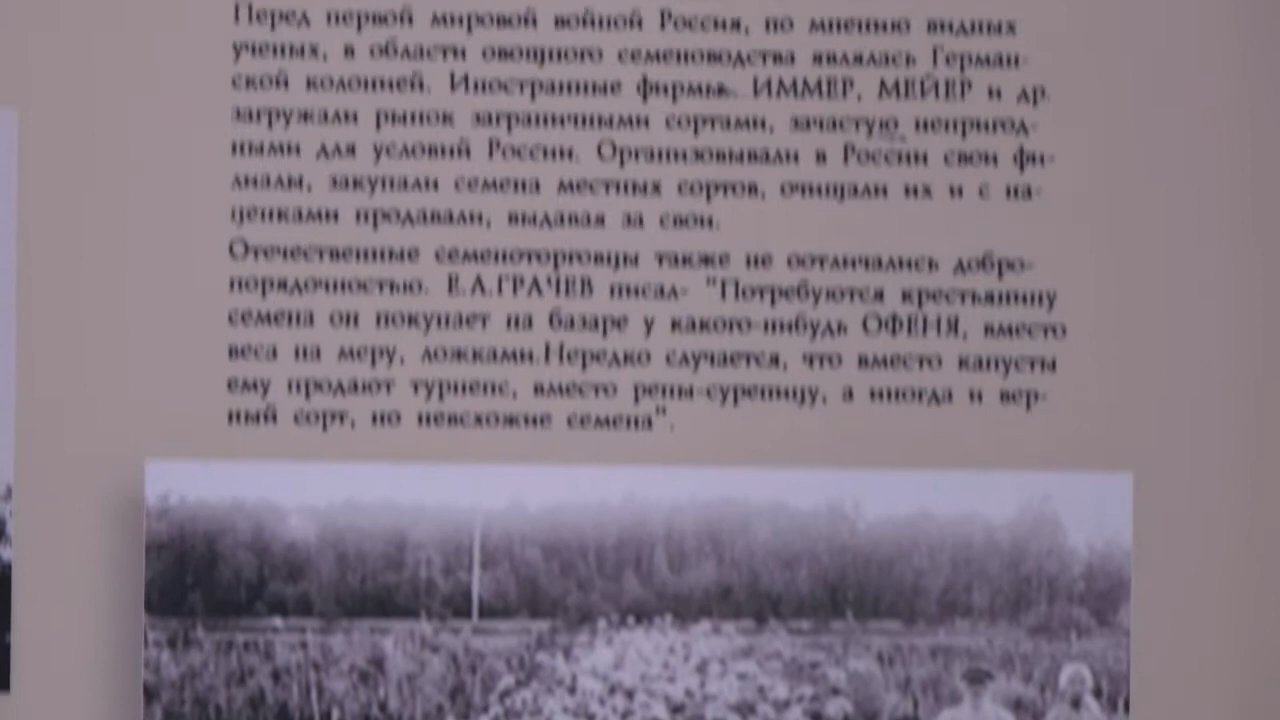 Перед первой мировой войной Россия, по мнению видных
ученых, в области овощного семеноводства являлась Герман-
ской колонией. Иностранные фирмы. ИММЕР, МЕЙЕР и др.
загружали рынок заграничными сортами, зачастую непригод-
ными для условий России. Организовывали в России свои фи-
лиалы, закупали семена местных сортов, очищали их и с на-
ценками продавали, выдавая за свои.
Отечественные семеноторговцы также не оотличались добро-
порядочностью. Е.А.ГРАЧЕВ писал- "Потребуются крестьянину
семена он покупает на базаре у какого-нибудь ОФЕНЯ, вместо
веса на меру, ложками.Нередко случается, что вместо капусты
ему продают турнепс, вместо репы-сурепицу, а иногда и вер-
ный сорт, но невсхожие семена".